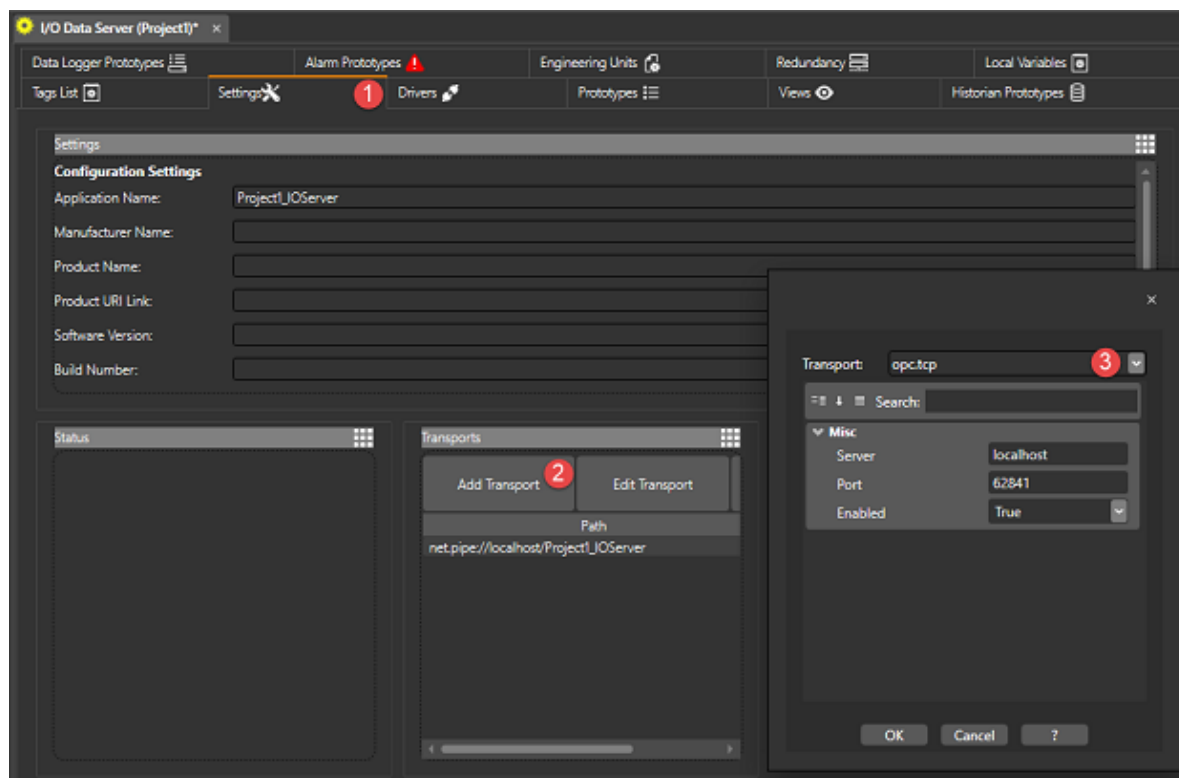 I/O Data Server (Project1)* ×
Data Logger Prototypes Alarm Prototypes Engineering Units Redundancy Local Variables
Tags List Settings 1 Drivers Prototypes Views Historian Prototypes
Settings
Configuration Settings
Application Name: Project1_IOServer
Manufacturer Name:
Product Name:
Product URI Link:
Software Version:
Build Number:
Status
Transports
Add Transport 2 Edit Transport
Path
net.pipe://localhost/Project1_IOServer
×
Transport: opc.tcp 3
Search:
Misc
Server localhost
Port 62841
Enabled True
OK Cancel ?